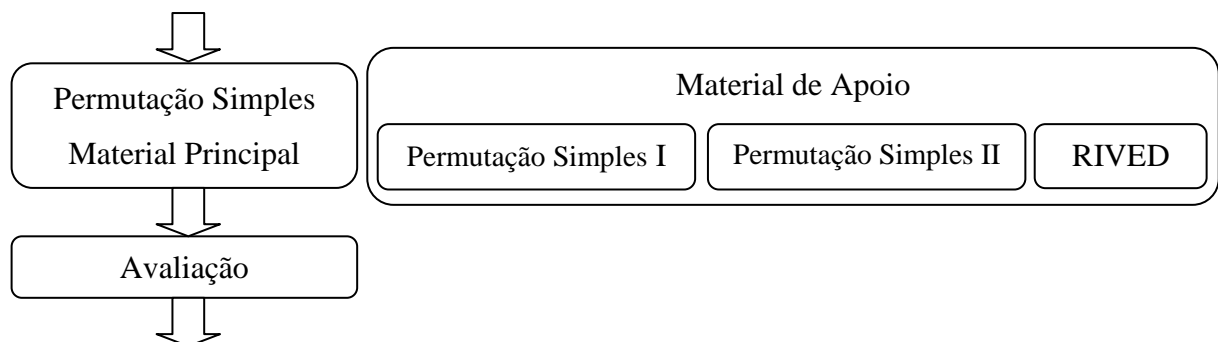 Permutação Simples
Material Principal
Material de Apoio
Permutação Simples I
Permutação Simples II
RIVED
Avaliação